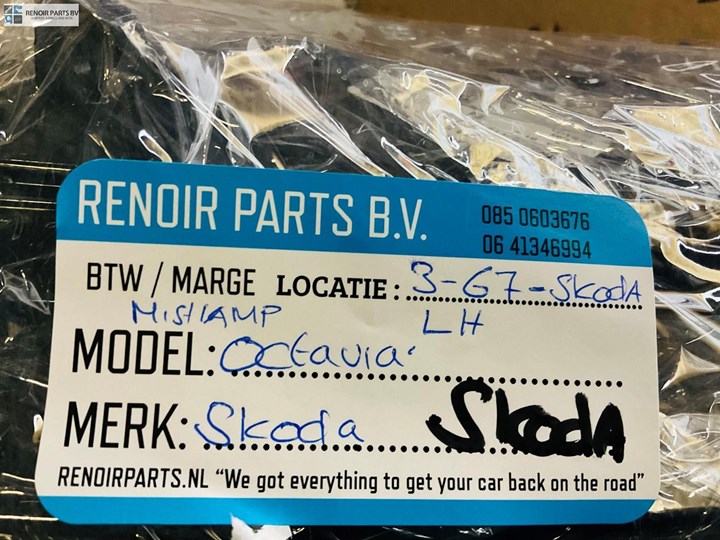 RENOIR PARTS BV
RENOIR PARTS B.V.
085 0603676
06 41346994
BTW / MARGE LOCATIE: 3-G7-SkodA
MISTLAMP LH
MODEL: Octavia
MERK: Skoda SkodA
RENOIRPARTS.NL “We got everything to get your car back on the road”